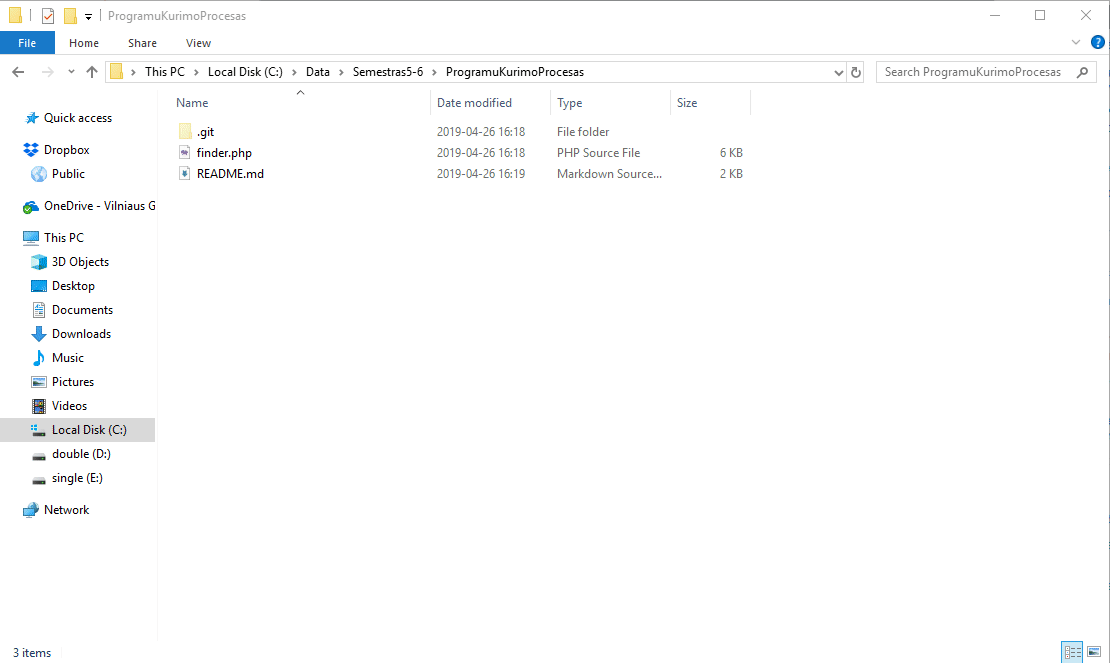 ProgramuKurimoProcesas
File Home Share View
This PC Local Disk (C:) Data Semestras5-6 ProgramuKurimoProcesas Search ProgramuKurimoProcesas
Name Date modified Type Size
Quick access
Dropbox
Public
OneDrive - Vilniaus G
This PC
3D Objects
Desktop
Documents
Downloads
Music
Pictures
Videos
Local Disk (C:)
double (D:)
single (E:)
Network
.git 2019-04-26 16:18 File folder
finder.php 2019-04-26 16:18 PHP Source File 6 KB
README.md 2019-04-26 16:19 Markdown Source... 2 KB
3 items